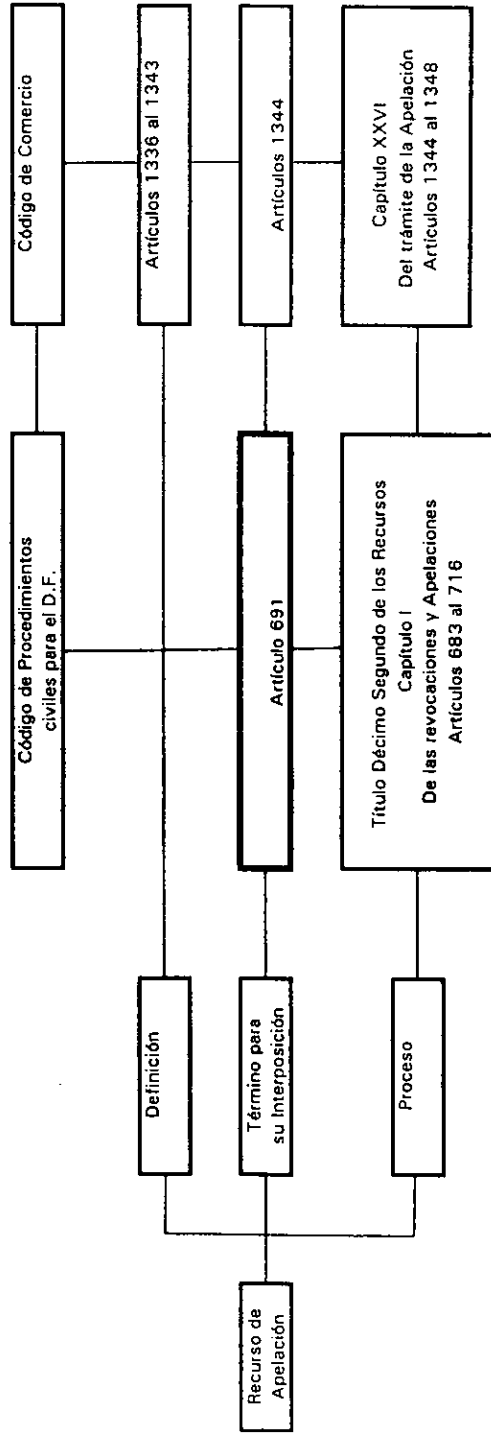 Recurso de
Apelación
Definición
Término para
su Interposición
Proceso
Código de Procedimientos
civiles para el D.F.
Artículo 691
Título Décimo Segundo de los Recursos
Capítulo I
De las revocaciones y Apelaciones
Artículos 683 al 716
Código de Comercio
Artículos 1336 al 1343
Artículos 1344
Capítulo XXVI
Del trámite de la Apelación
Artículos 1344 al 1348